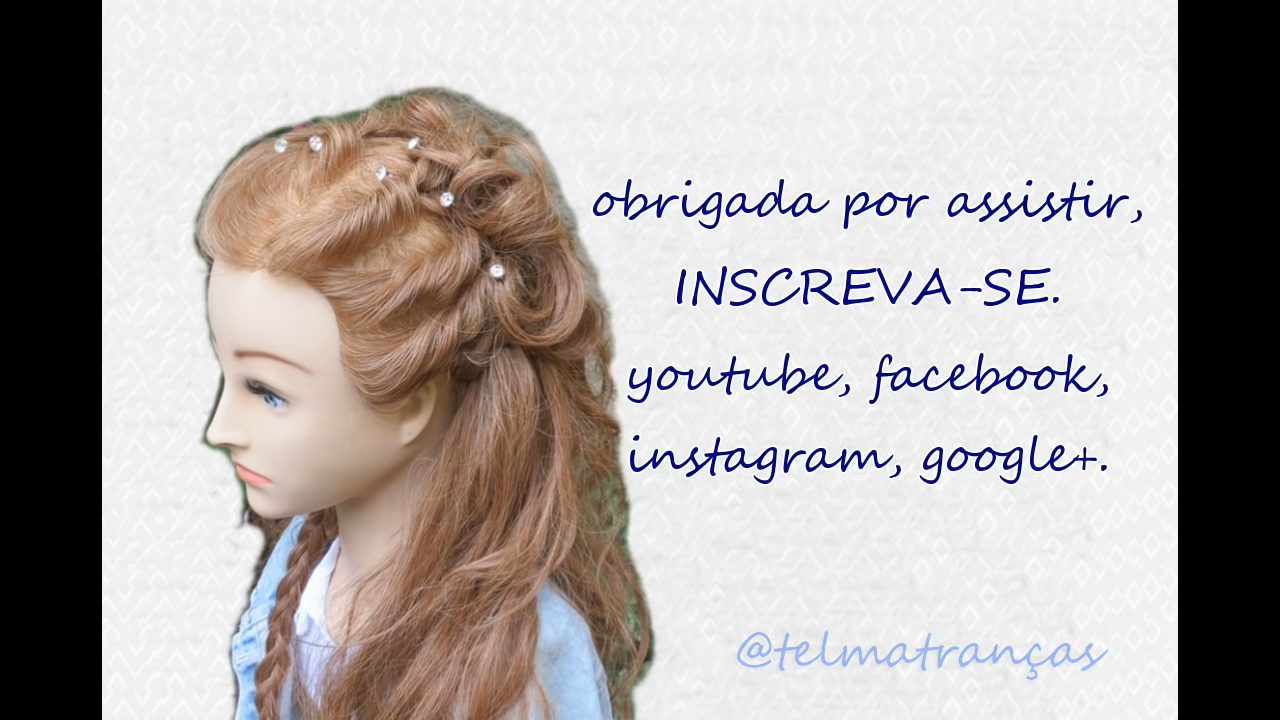 obrigada por assistir,
INSCREVA-SE.
youtube, facebook,
instagram, google+.
@telmatranças